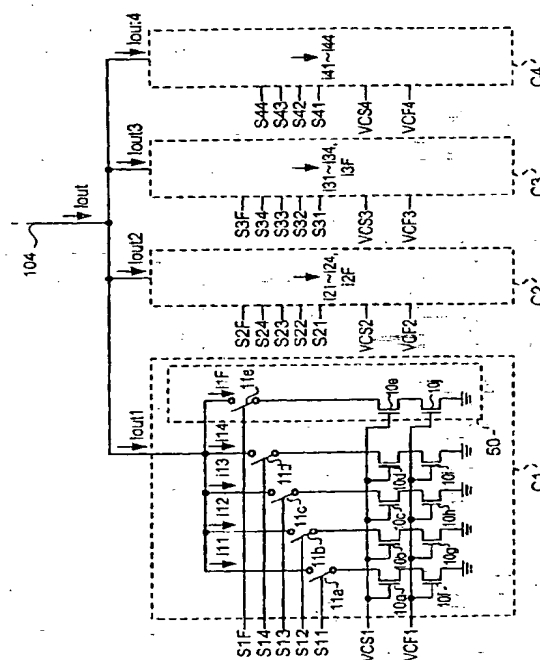 104
Iout
Iout1
Iout2
Iout3
Iout4
i11
i12
i13
i14
i1F
11a
11b
11c
11d
11e
S1F
S14
S13
S12
S11
VCS1
VCF1
10a
10b
10c
10d
10e
10f
10g
10h
10i
10j
50
C1
S2F
S24
S23
S22
S21
VCS2
VCF2
i21~i24,
i2F
C2
S3F
S34
S33
S32
S31
VCS3
VCF3
i31~i34,
i3F
C3
S44
S43
S42
S41
VCS4
VCF4
i41~i44
C4